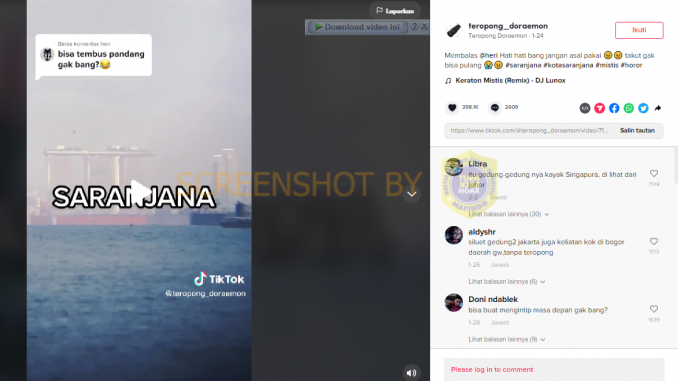 Laporkan
Download video ini
Balas komentar heri
bisa tembus pandang
gak bang?
SARANJANA
SCREENSHOT BY
TikTok
@teropong_doraemon
teropong_doraemon
Teropong Doraemon · 1-24
Ikuti
Membalas @heri Hati hati bang jangan asal pakai 😖😖 takut gak
bisa pulang 😭😖 #saranjana #kotasaranjana #mistis #horor
♫ Keraton Mistis (Remix) - DJ Lunox
398.1K
2609
https://www.tiktok.com/@teropong_doraemon/video/71...
Salin tautan
Libra
itu gedung gedung nya kayak Singapura, di lihat dari
johor
Jawab
7149
Lihat balasan lainnya (30)
aldyshr
siluet gedung2 jakarta juga keliatan kok di bogor
daerah gw,tanpa teropong
1-26 Jawab
Lihat balasan lainnya (6)
Doni ndablek
bisa buat mengintip masa depan gak bang?
1-26 Jawab
Lihat balasan lainnya (9)
Please log in to comment